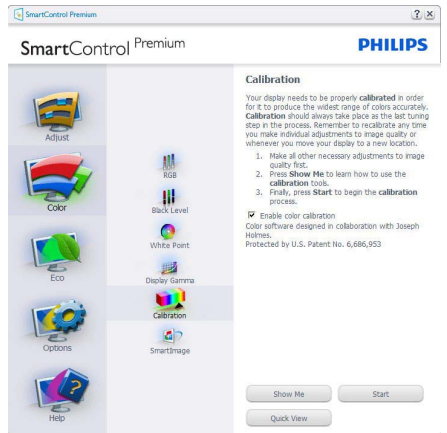 SmartControl Premium
SmartControl Premium
PHILIPS
Adjust
Color
Eco
Options
Help
RGB
Black Level
White Point
Display Gamma
Calibration
SmartImage
Calibration
Your display needs to be properly calibrated in order
for it to produce the widest range of colors accurately.
Calibration should always take place as the last tuning
step in the process. Remember to recalibrate any time
you make individual adjustments to image quality or
whenever you move your display to a new location.
1. Make all other necessary adjustments to image
quality first.
2. Press Show Me to learn how to use the
calibration tools.
3. Finally, press Start to begin the calibration
process.
Enable color calibration
Color software designed in collaboration with Joseph
Holmes.
Protected by U.S. Patent No. 6,686,953
Show Me
Start
Quick View